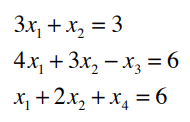 3x₁ + x₂ = 3
4x₁ + 3x₂ − x₃ = 6
x₁ + 2x₂ + x₄ = 6